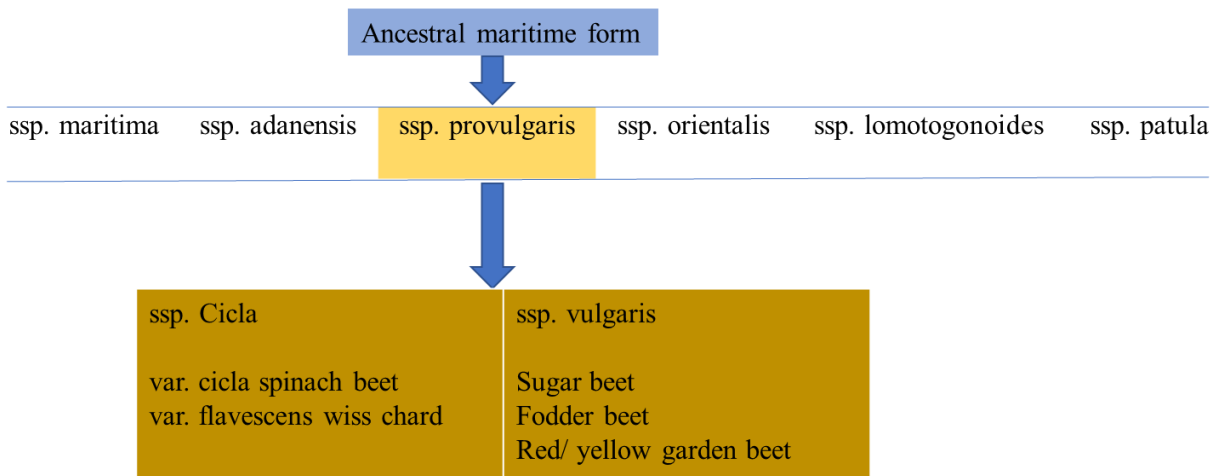 Ancestral maritime form
ssp. maritima ssp. adanensis ssp. provulgaris ssp. orientalis ssp. lomotogonoides ssp. patula
ssp. Cicla
var. cicla spinach beet
var. flavescens wiss chard
ssp. vulgaris
Sugar beet
Fodder beet
Red/ yellow garden beet